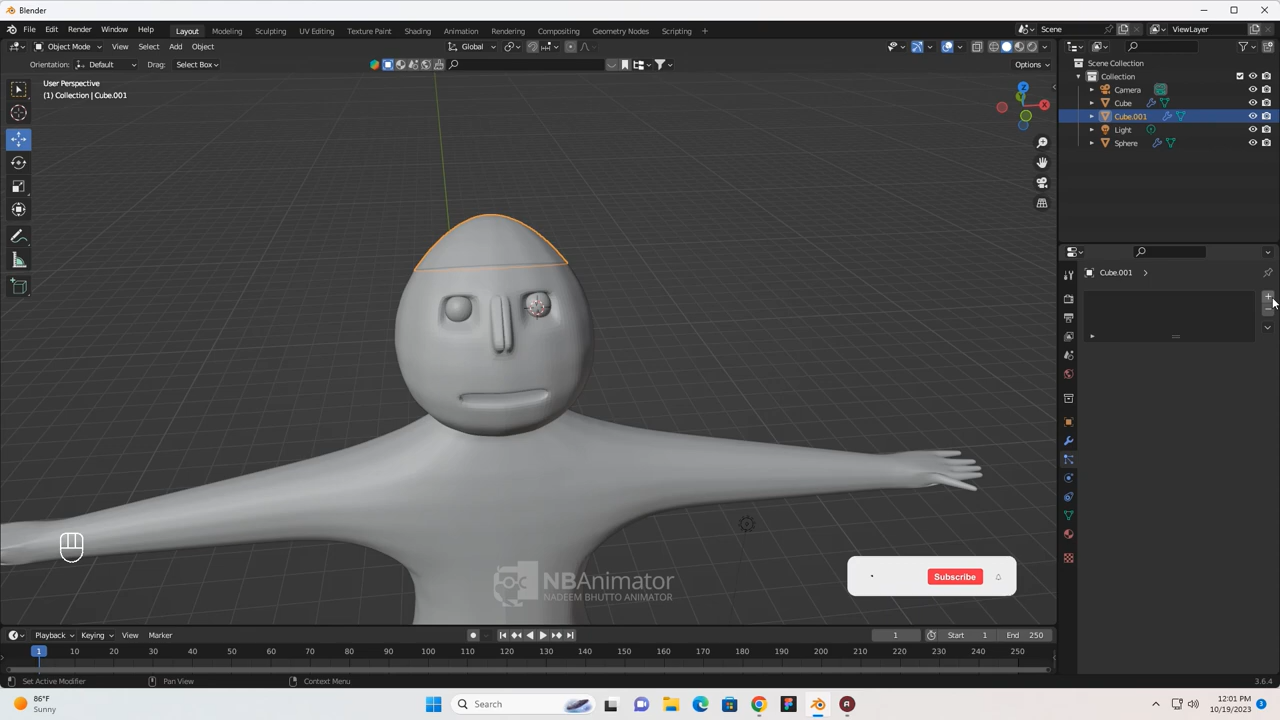 Blender
File Edit Render Window Help
Layout Modeling Sculpting UV Editing Texture Paint Shading Animation Rendering Compositing Geometry Nodes Scripting +
Scene
ViewLayer
Object Mode View Select Add Object
Global
Orientation: Default Drag: Select Box
Options
User Perspective
(1) Collection | Cube.001
Z
Y
X
Scene Collection
Collection
Camera
Cube
Cube.001
Light
Sphere
Cube.001
NBAnimator
NADEEM BHUTTO ANIMATOR
Subscribe
Playback Keying View Marker
1 Start 1 End 250
1 10 20 30 40 50 60 70 80 90 100 110 120 130 140 150 160 170 180 190 200 210 220 230 240 250
Set Active Modifier Pan View Context Menu 3.6.4
86°F
Sunny
Search
12:01 PM
10/19/2023
3